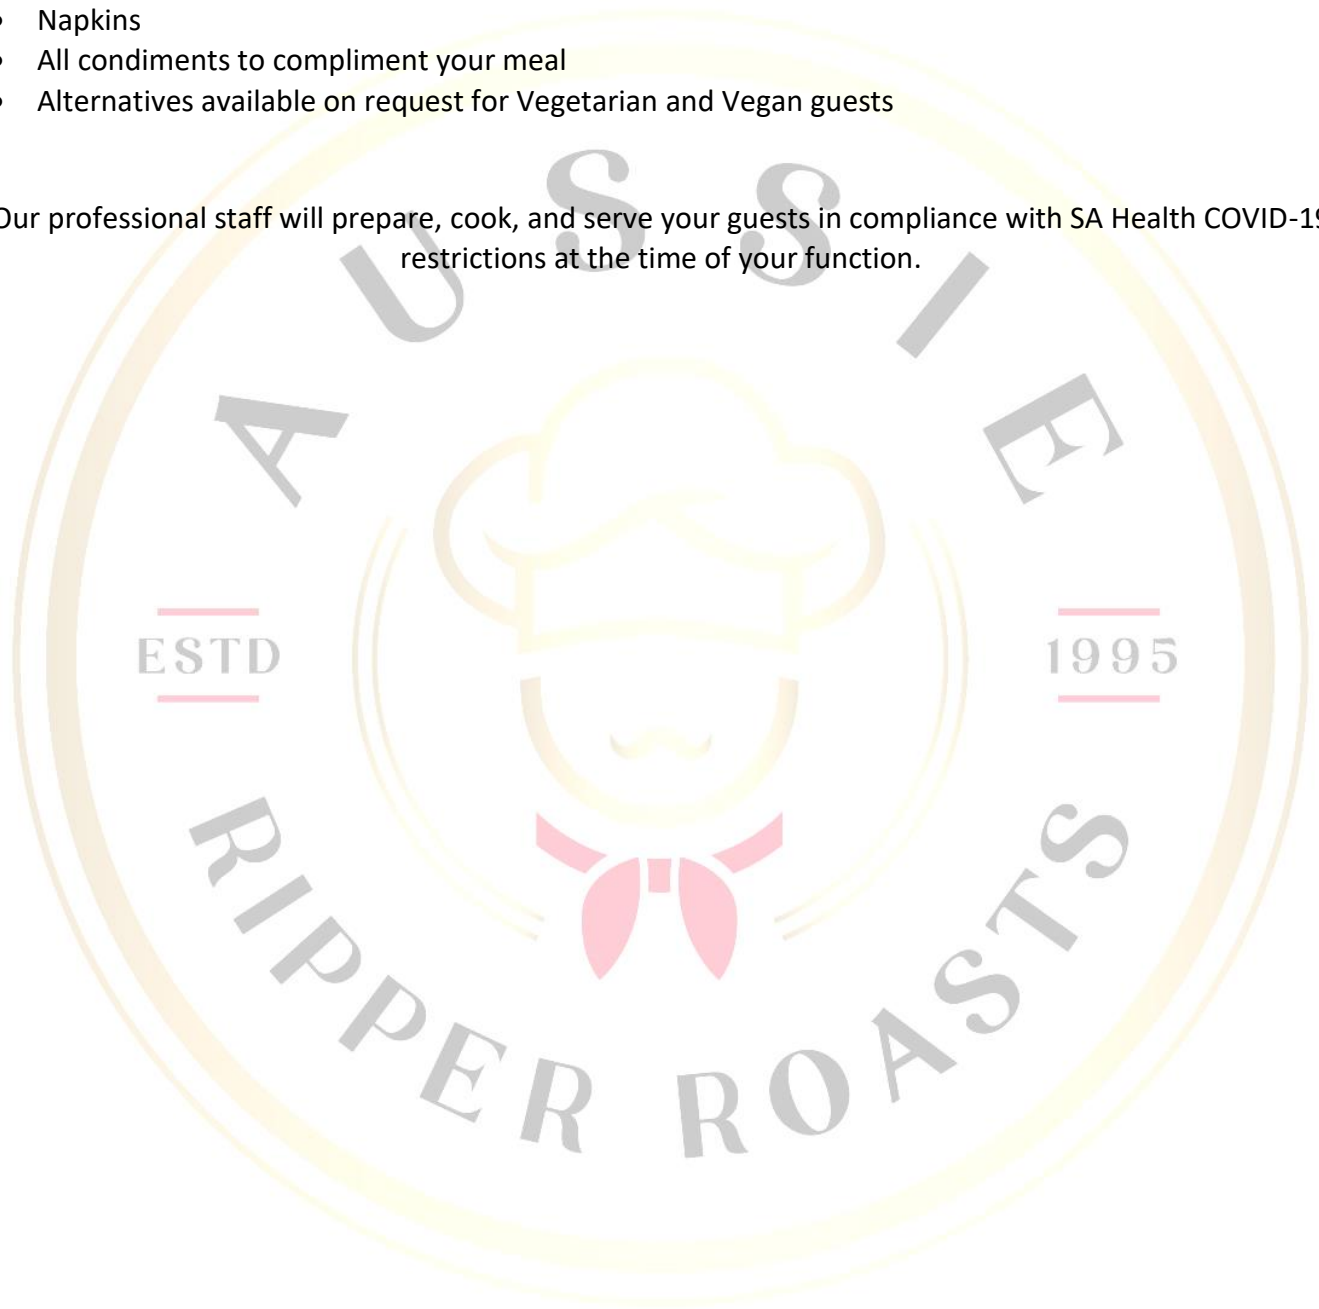 • Napkins
• All condiments to compliment your meal
• Alternatives available on request for Vegetarian and Vegan guests
Our professional staff will prepare, cook, and serve your guests in compliance with SA Health COVID-19
restrictions at the time of your function.
AUSSIE
ESTD
1995
RIPPER ROASTS